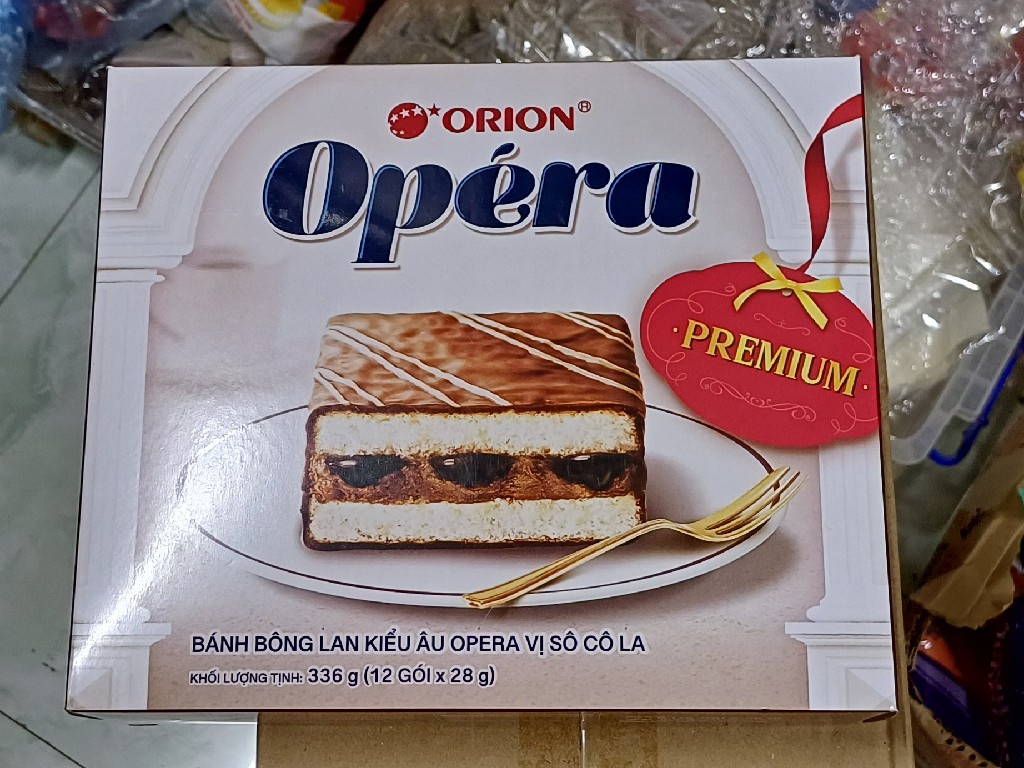 ORION®
Opéra
· PREMIUM ·
BÁNH BÔNG LAN KIỂU ÂU OPERA VỊ SÔ CÔ LA
KHỐI LƯỢNG TỊNH: 336 g (12 GÓI x 28 g)